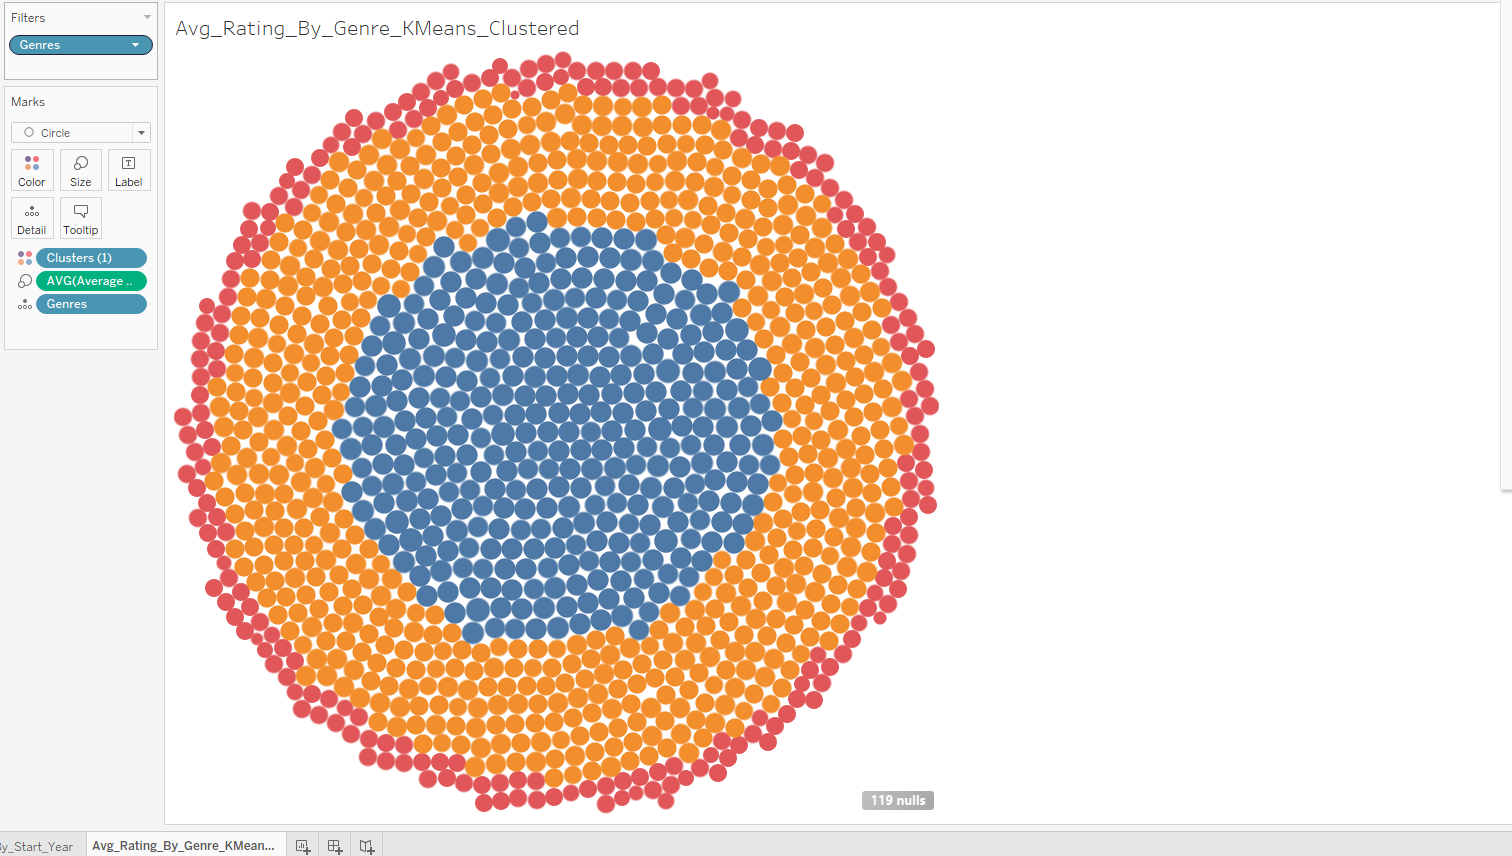 Filters
Genres
Marks
Circle
Color
Size
Label
Detail
Tooltip
Clusters (1)
AVG(Average ..
Genres
Avg_Rating_By_Genre_KMeans_Clustered
119 nulls
y_Start_Year
Avg_Rating_By_Genre_KMean...